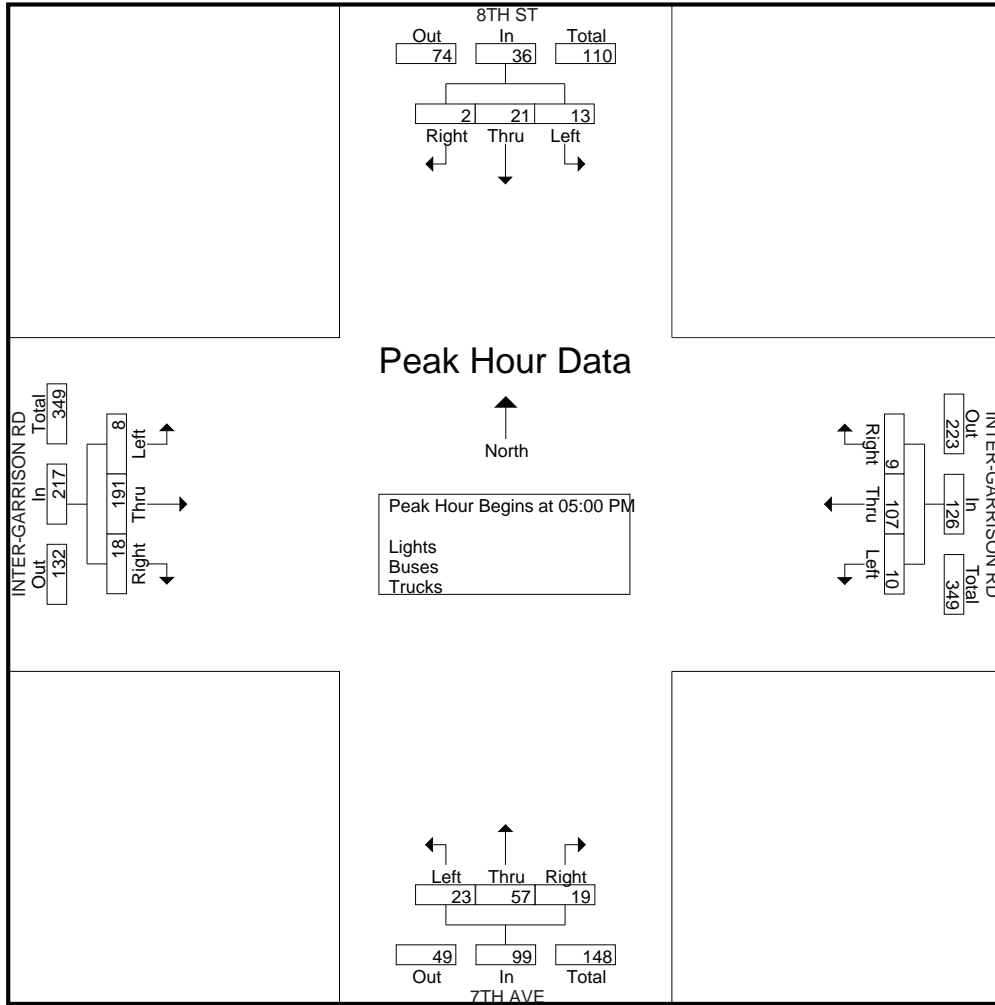 8TH ST
Out In Total
74 36 110
2 21 13
Right Thru Left
Peak Hour Data
North
Peak Hour Begins at 05:00 PM
Lights
Buses
Trucks
INTER-GARRISON RD
Out In Total
132 217 349
18 191 8
Right Thru Left
INTER-GARRISON RD
Out In Total
223 126 349
9 107 10
Right Thru Left
Left Thru Right
23 57 19
49 99 148
Out In Total
7TH AVE